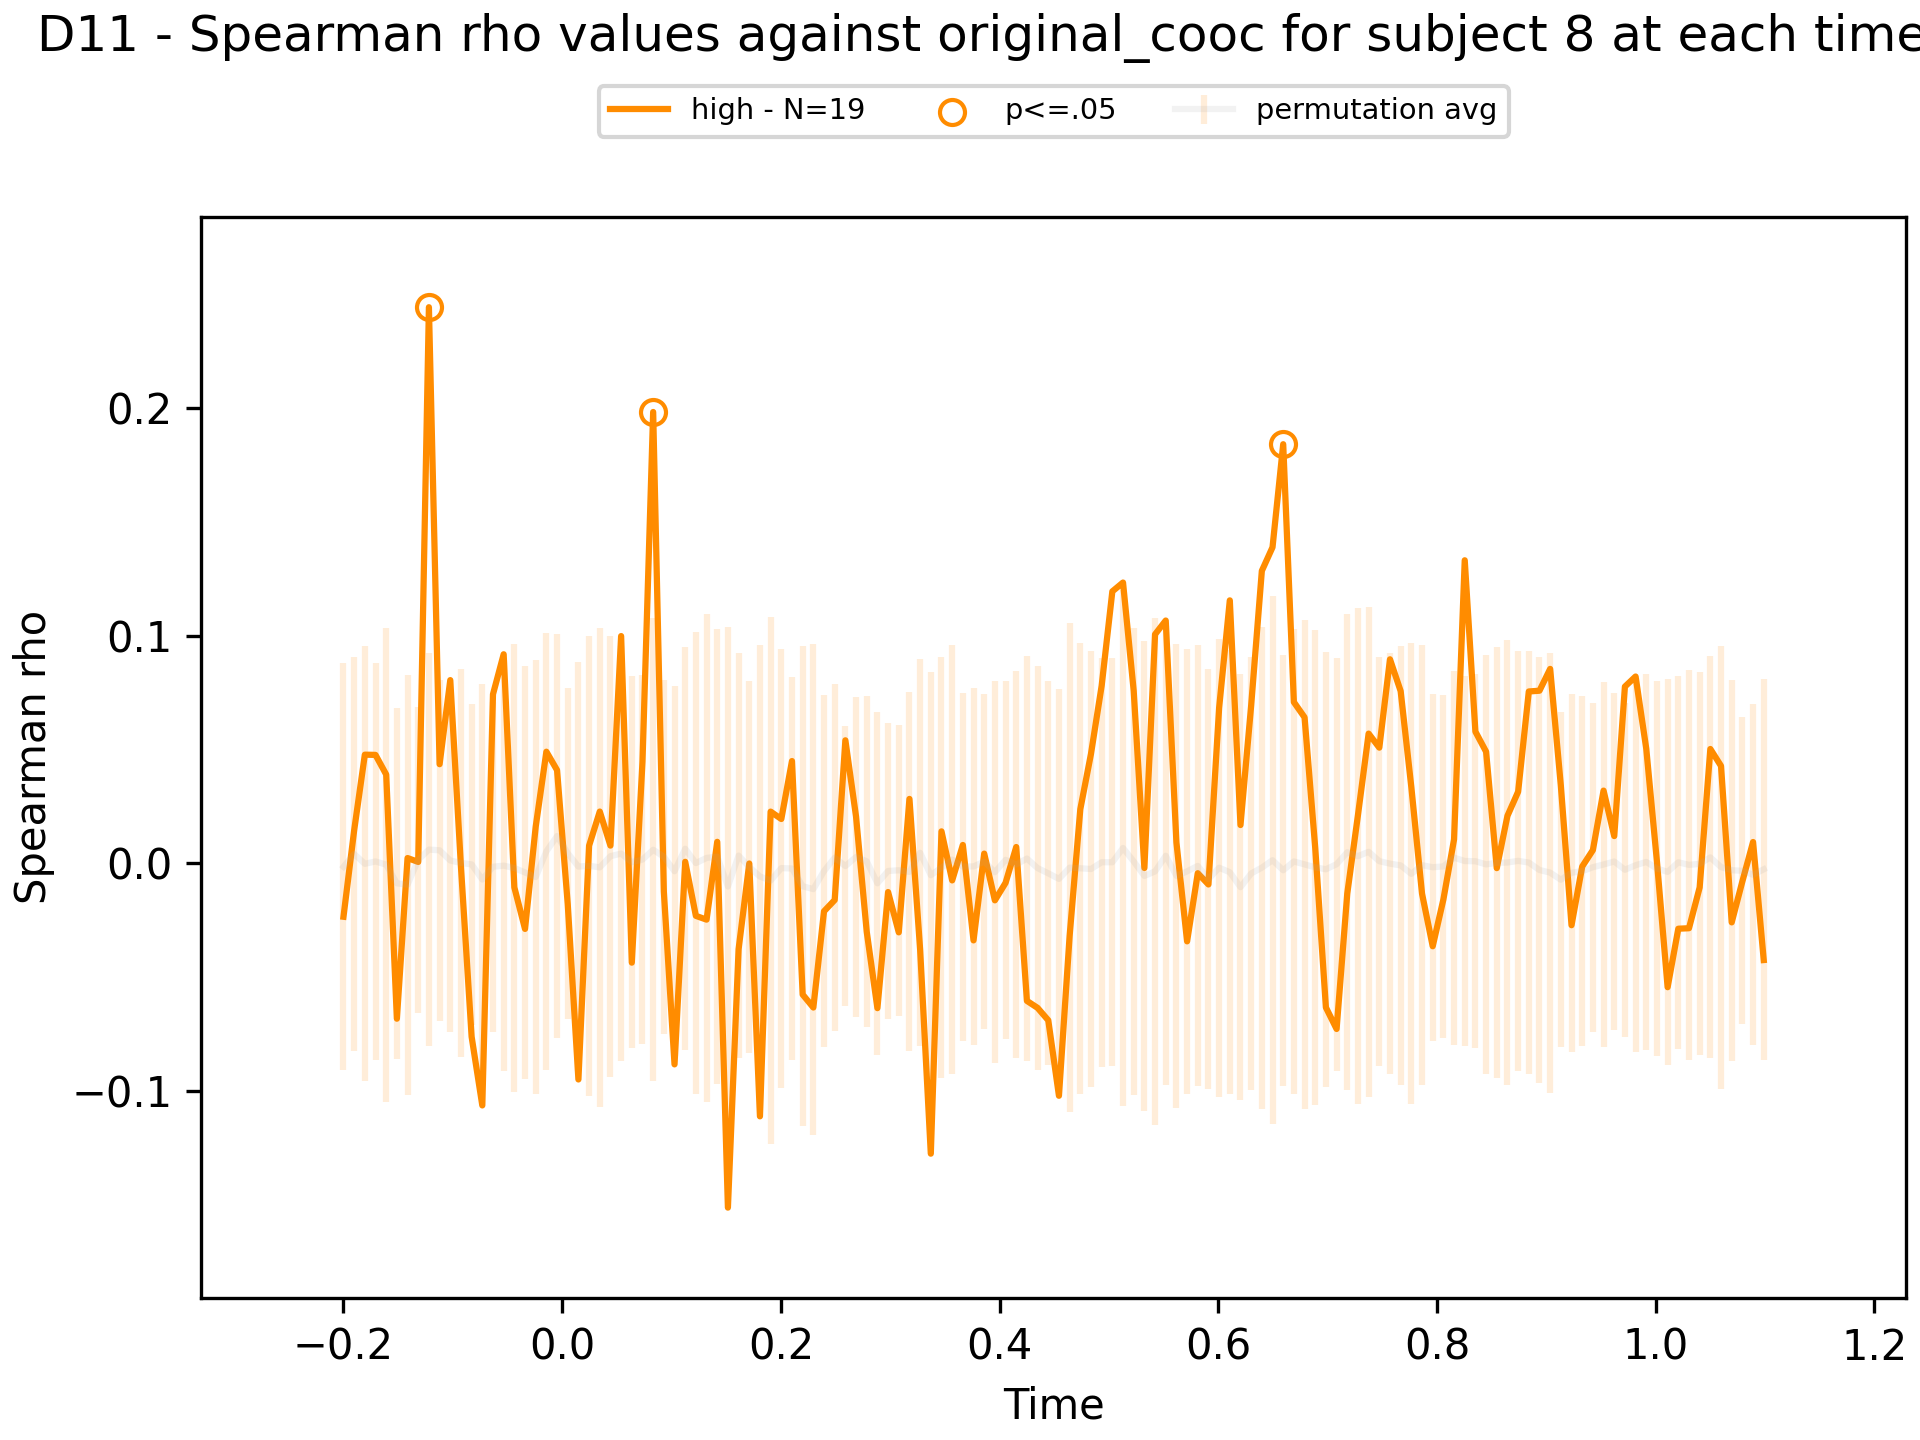 D11 - Spearman rho values against original_cooc for subject 8 at each time
high - N=19 p<=.05 permutation avg
Spearman rho
0.2
0.1
0.0
−0.1
−0.2 0.0 0.2 0.4 0.6 0.8 1.0 1.2
Time